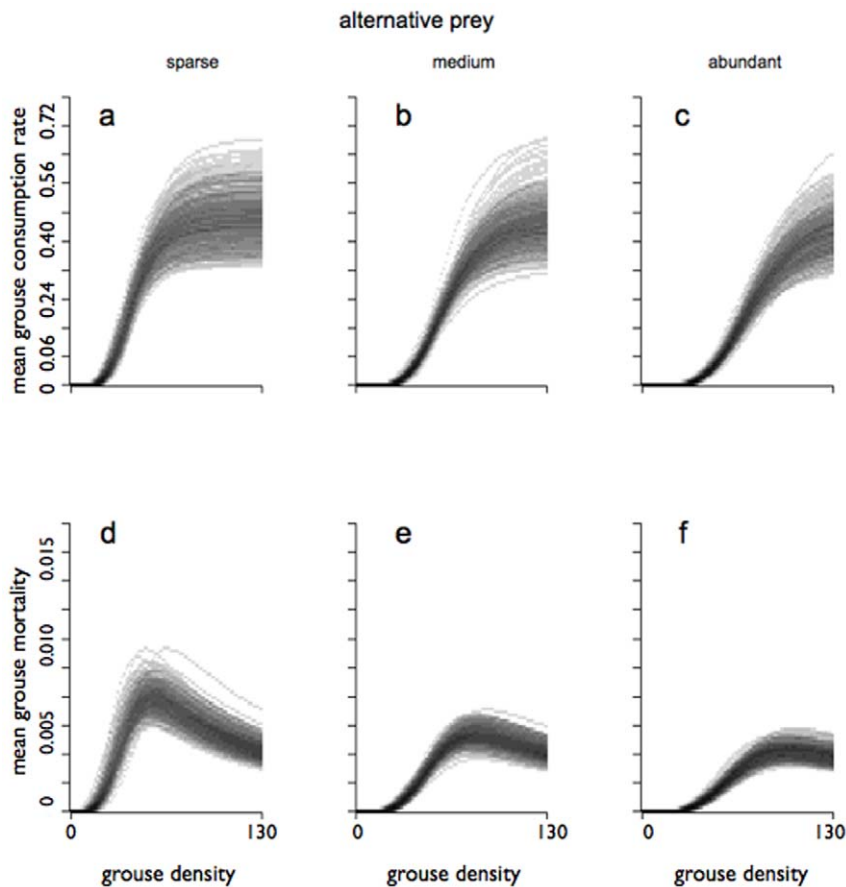 alternative prey
sparse medium abundant
a b c
mean grouse consumption rate
0.72
0.56
0.40
0.24
0.06
0
d e f
mean grouse mortality
0.015
0.010
0.005
0
0 130 0 130 0 130
grouse density grouse density grouse density